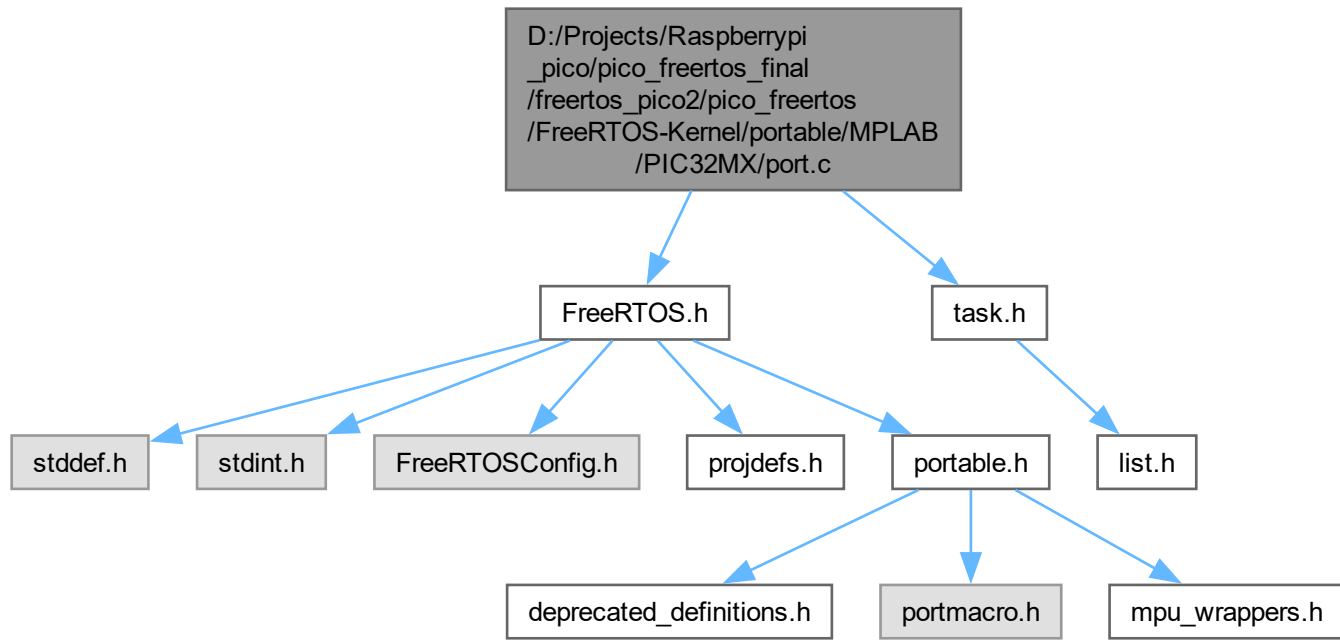 D:/Projects/Raspberrypi
_pico/pico_freertos_final
/freertos_pico2/pico_freertos
/FreeRTOS-Kernel/portable/MPLAB
/PIC32MX/port.c
FreeRTOS.h
task.h
stddef.h
stdint.h
FreeRTOSConfig.h
projdefs.h
portable.h
list.h
deprecated_definitions.h
portmacro.h
mpu_wrappers.h